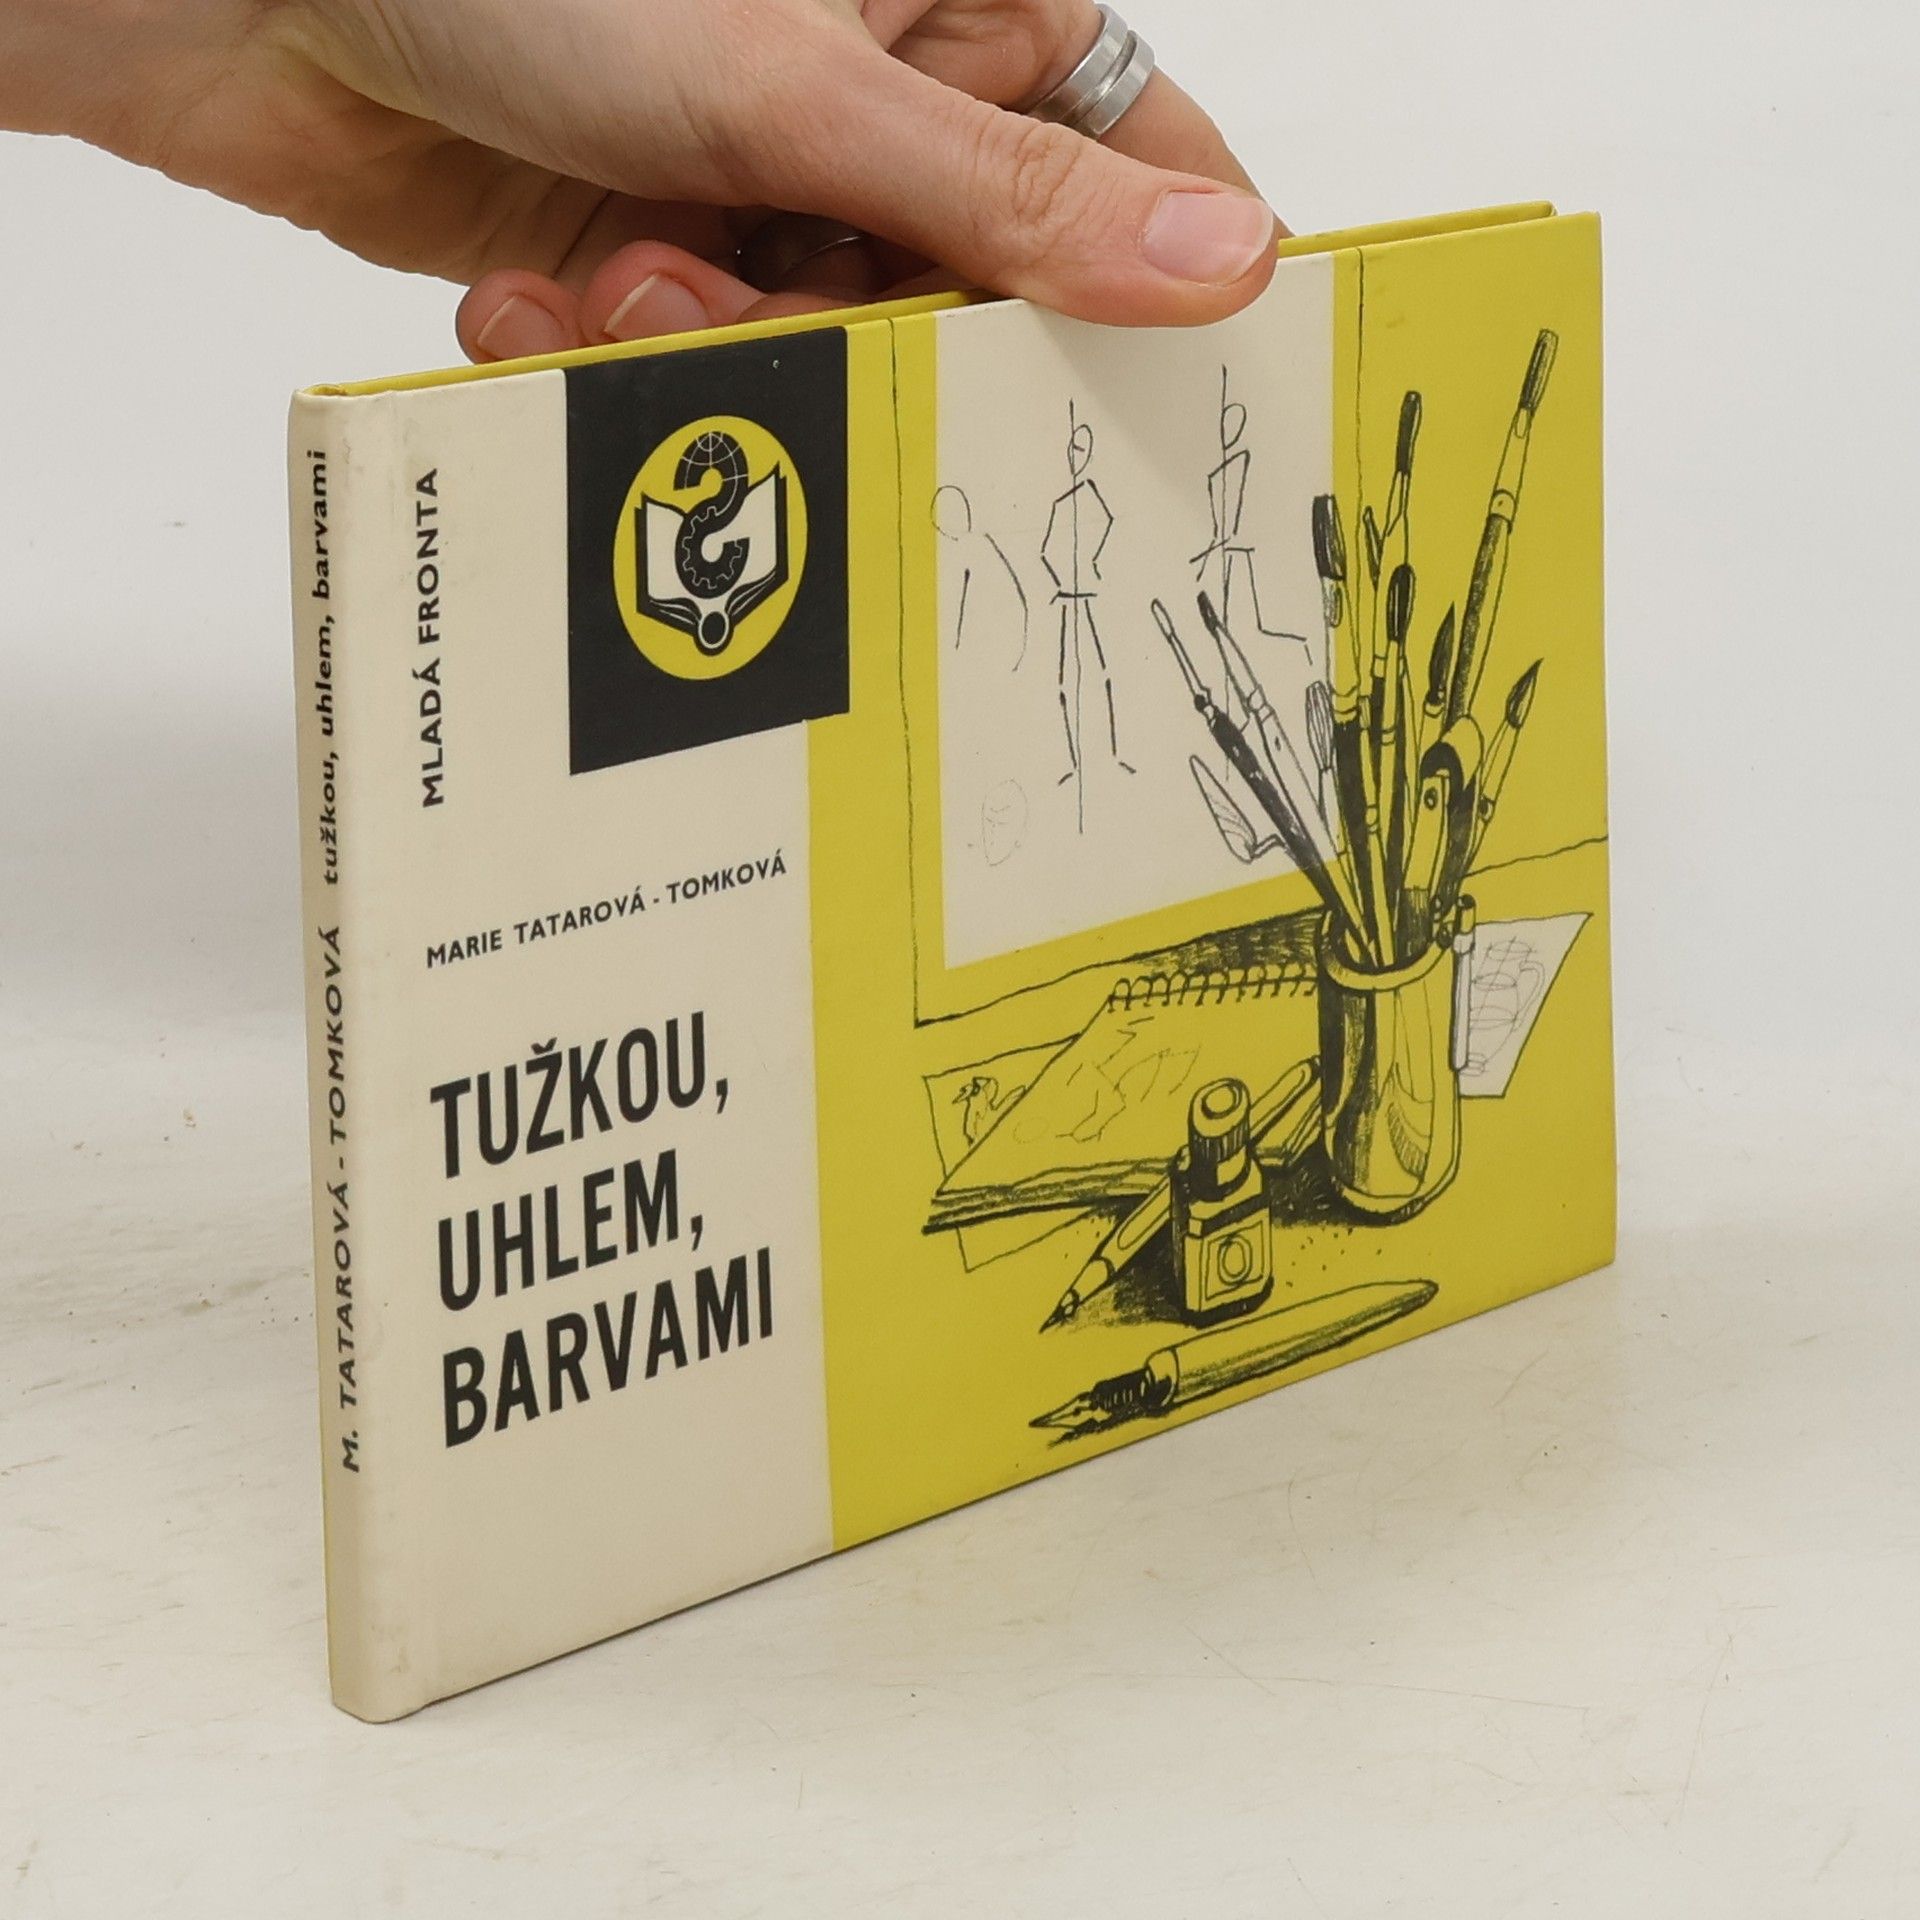 M. TATAROVÁ - TOMKOVÁ tužkou, uhlem, barvami
MLADÁ FRONTA
MARIE TATAROVÁ - TOMKOVÁ
TUŽKOU,
UHLEM,
BARVAMI